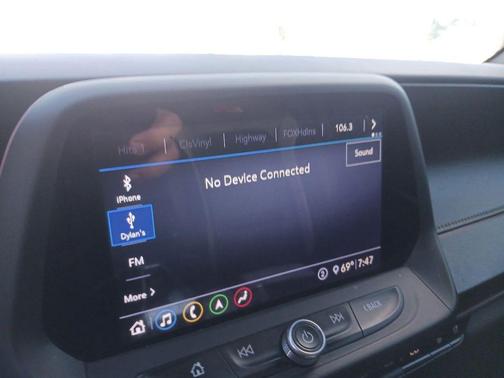 Hits 1 ClsVinyl Highway FOXHdlns 106.3
Sound
No Device Connected
iPhone
Dylan's
FM
More
2 69° 7:47
BACK